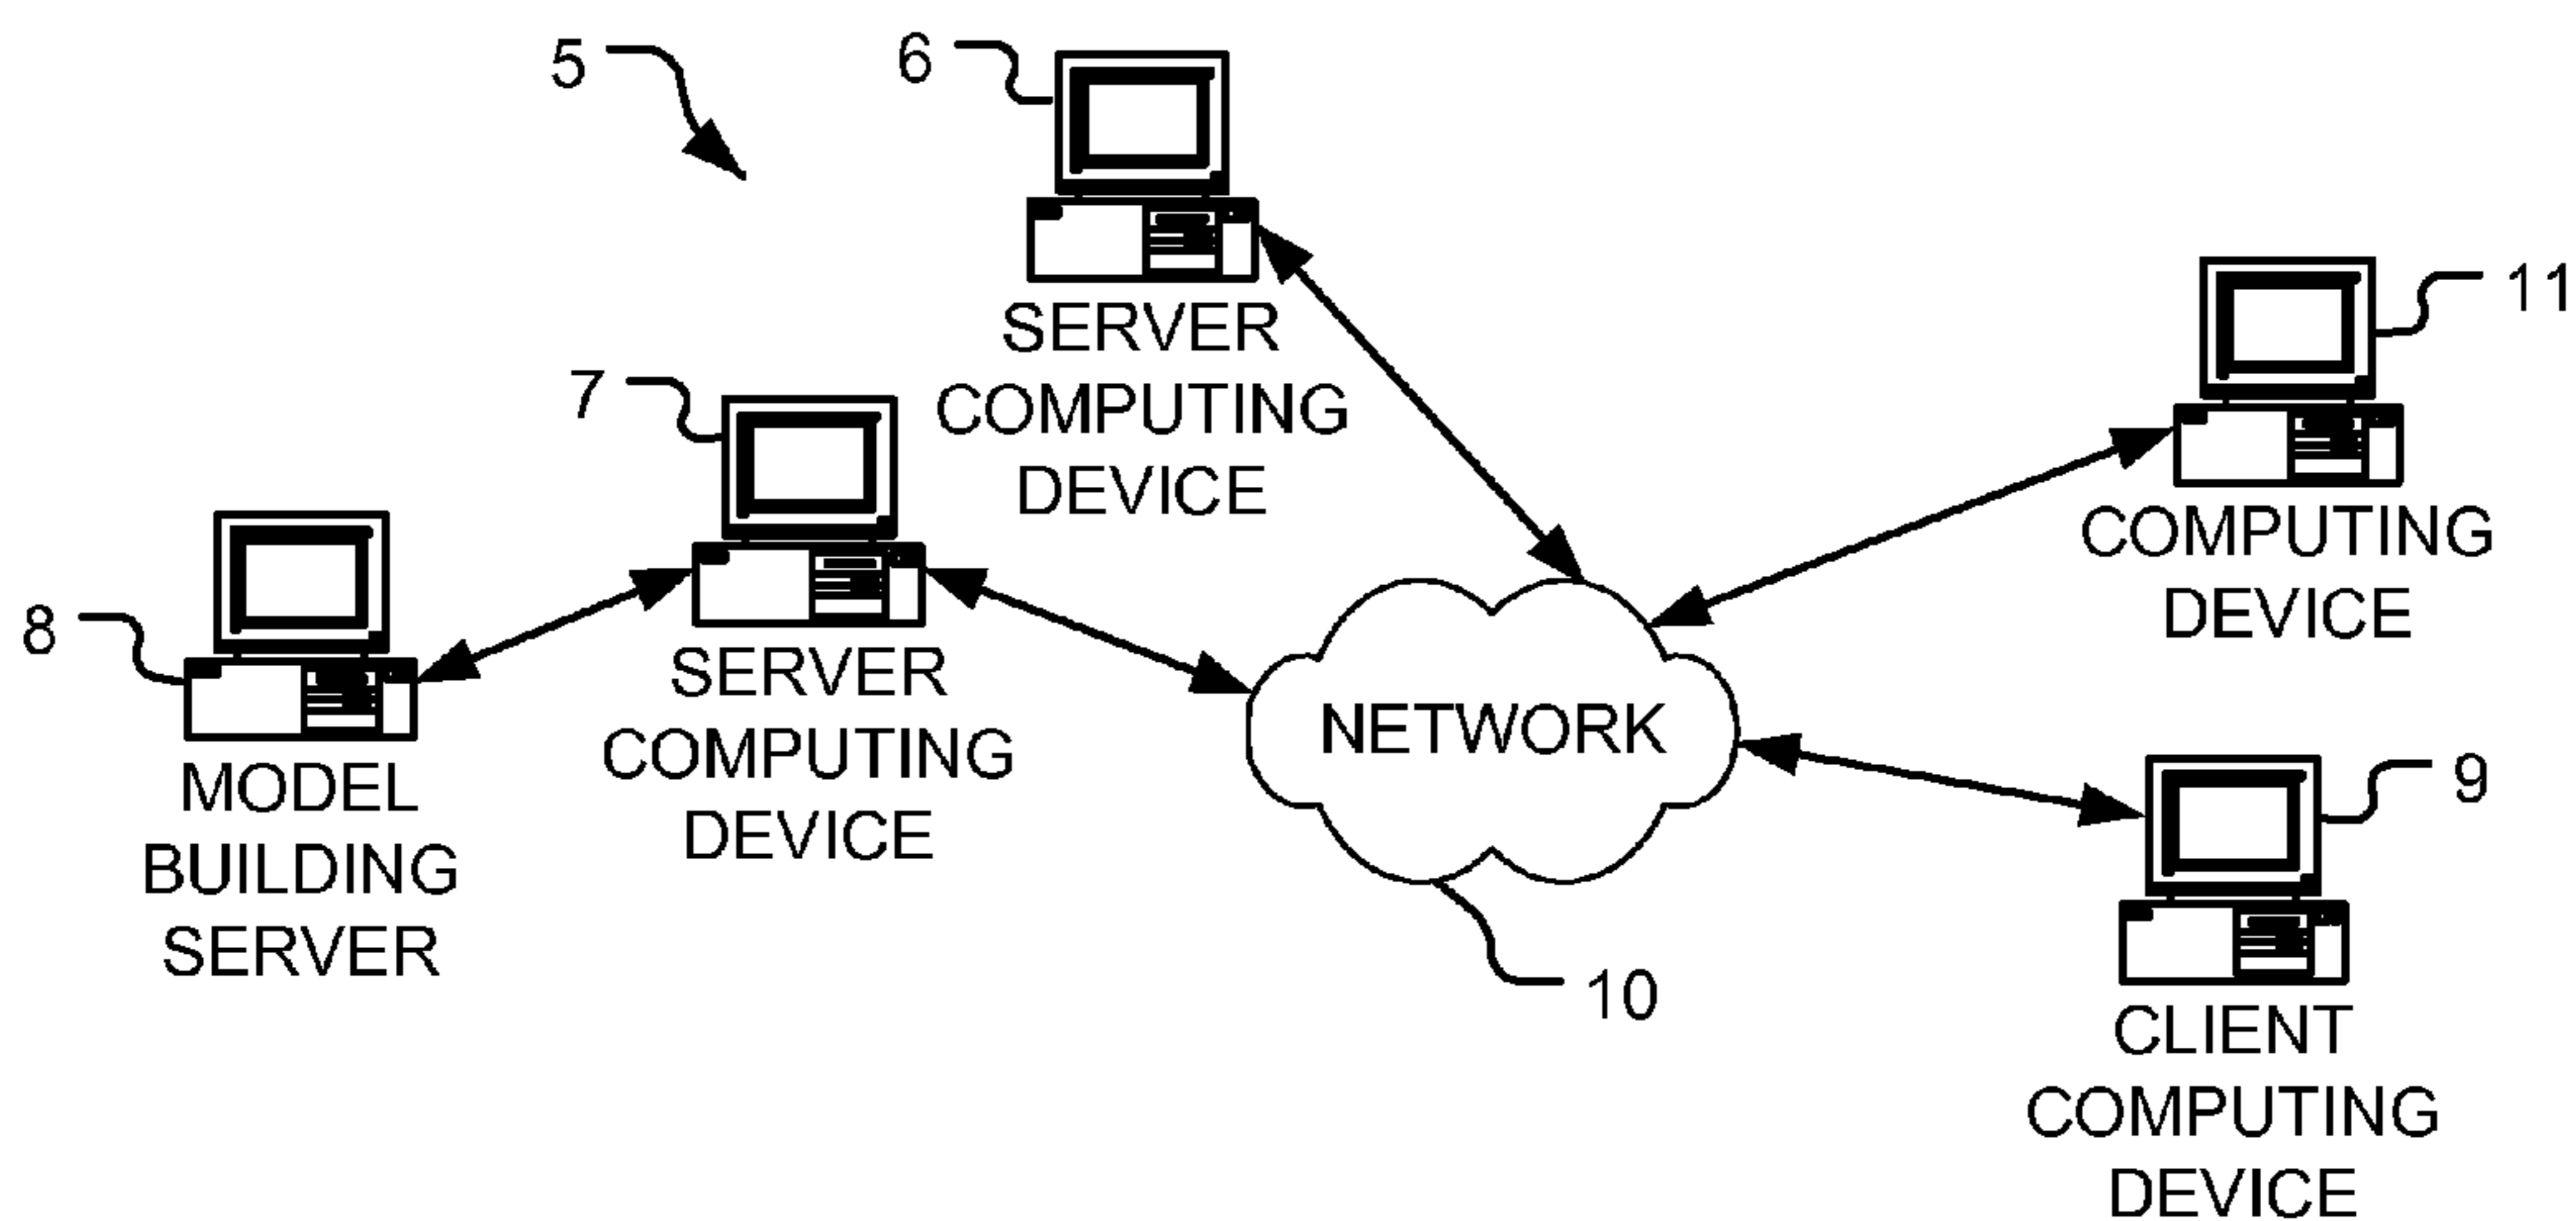 5
6
SERVER
COMPUTING
DEVICE
11
COMPUTING
DEVICE
7
SERVER
COMPUTING
DEVICE
8
MODEL
BUILDING
SERVER
NETWORK
10
9
CLIENT
COMPUTING
DEVICE